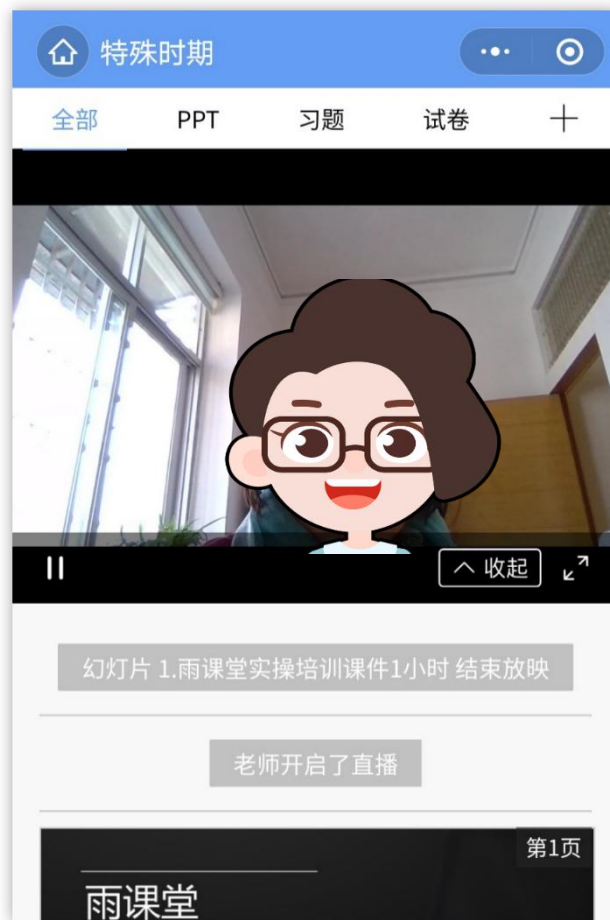 特殊时期
全部 PPT 习题 试卷
收起
幻灯片 1.雨课堂实操培训课件1小时 结束放映
老师开启了直播
第1页
雨课堂